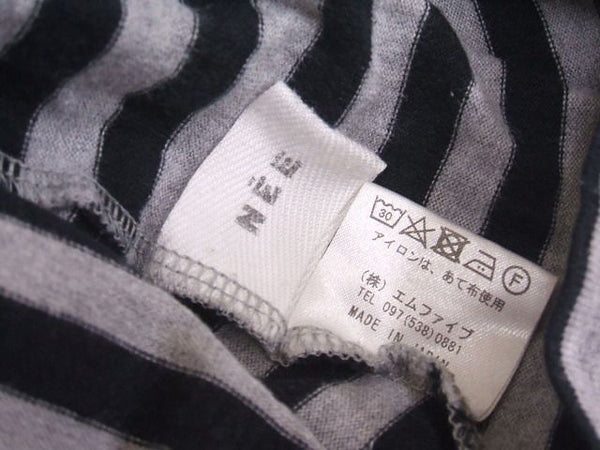 NÉE
30
F
アイロンは、あて布使用
(株) エムファイブ
TEL 097(538)0881
MADE IN JAPAN